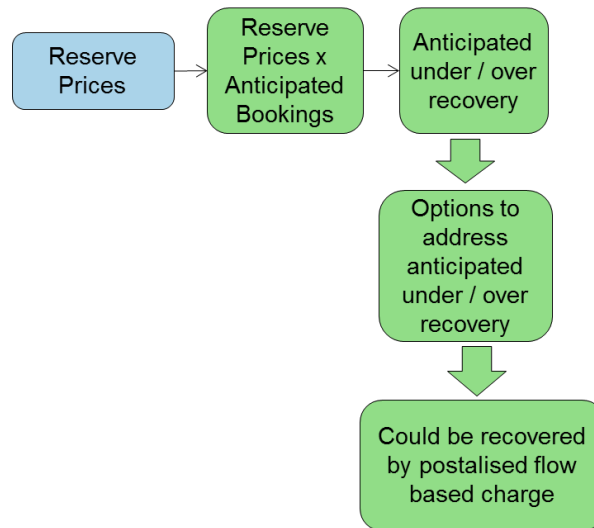 Reserve
Prices
Reserve
Prices x
Anticipated
Bookings
Anticipated
under / over
recovery
Options to
address
anticipated
under / over
recovery
Could be recovered
by postalised flow
based charge